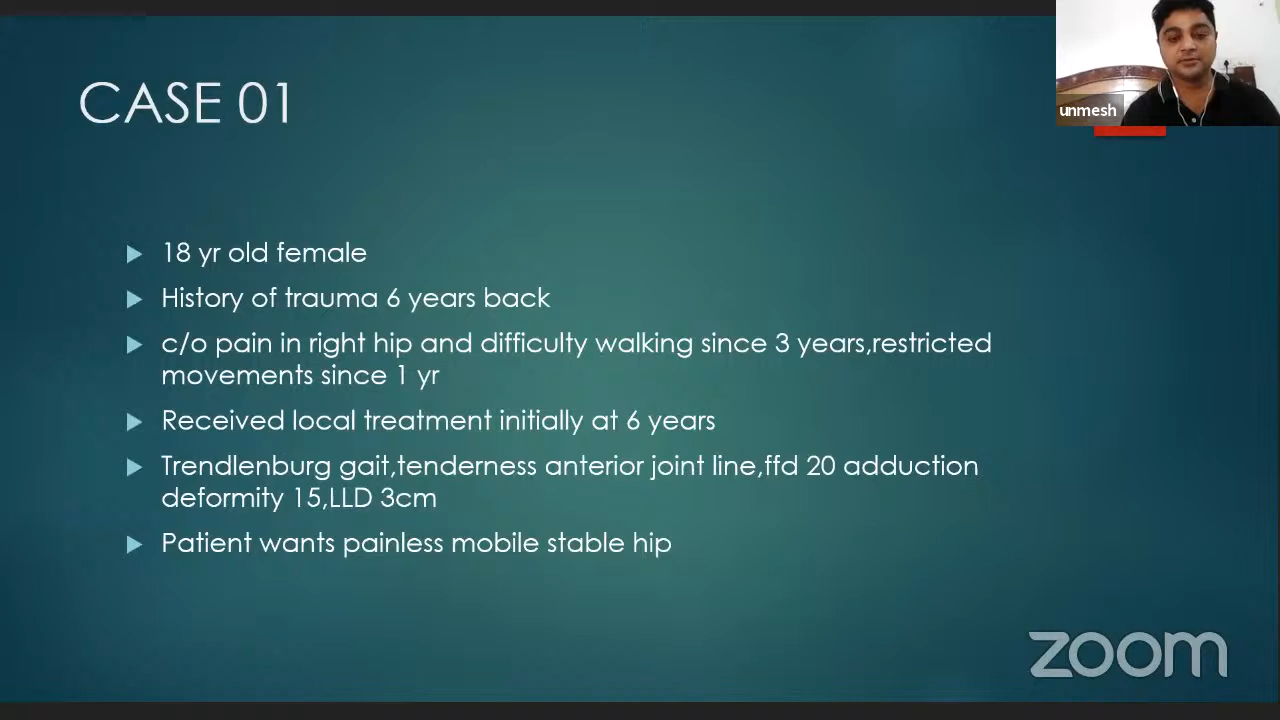 CASE 01
unmesh
18 yr old female
History of trauma 6 years back
c/o pain in right hip and difficulty walking since 3 years,restricted
movements since 1 yr
Received local treatment initially at 6 years
Trendlenburg gait,tenderness anterior joint line,ffd 20 adduction
deformity 15,LLD 3cm
Patient wants painless mobile stable hip
zoom